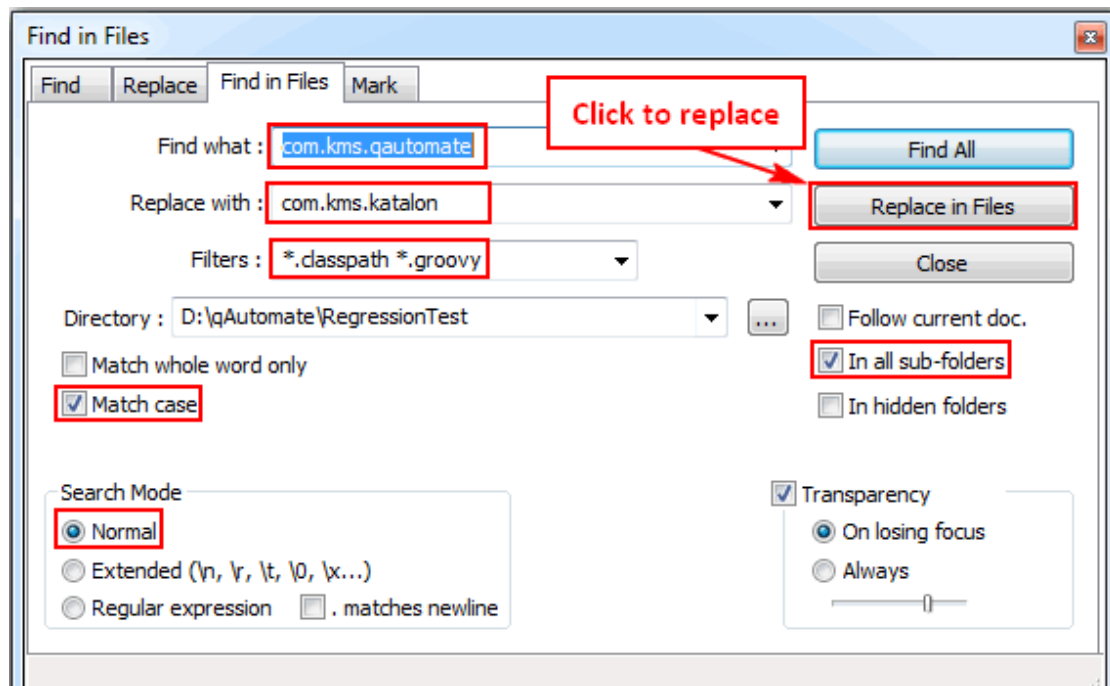 Find in Files
Find Replace Find in Files Mark
Click to replace
Find what : com.kms.qautomate Find All
Replace with : com.kms.katalon Replace in Files
Filters : *.classpath *.groovy Close
Directory : D:\qAutomate\RegressionTest ... Follow current doc.
Match whole word only In all sub-folders
Match case In hidden folders
Search Mode Transparency
Normal On losing focus
Extended (\n, \r, \t, \0, \x...) Always
Regular expression . matches newline